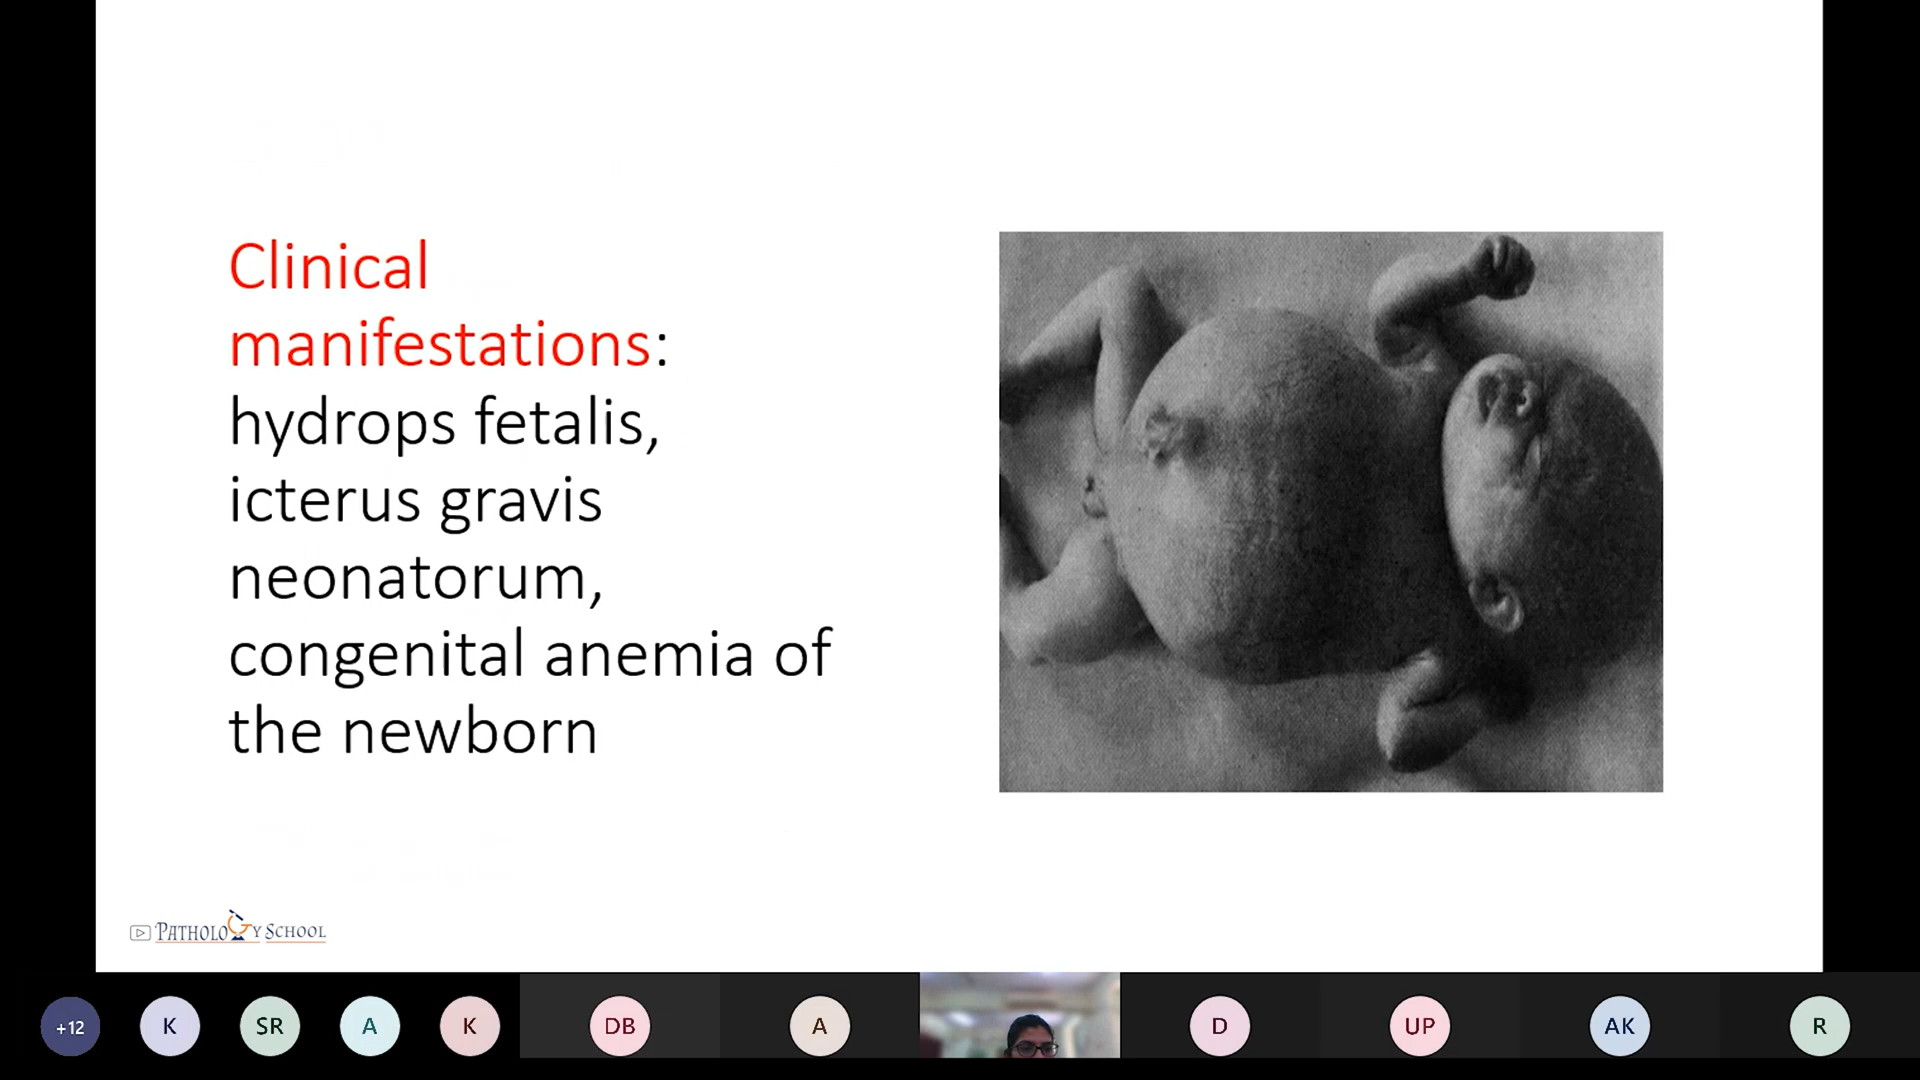 Clinical
manifestations:
hydrops fetalis,
icterus gravis
neonatorum,
congenital anemia of
the newborn
PATHOLOGY SCHOOL
+12
K
SR
A
K
DB
A
D
UP
AK
R